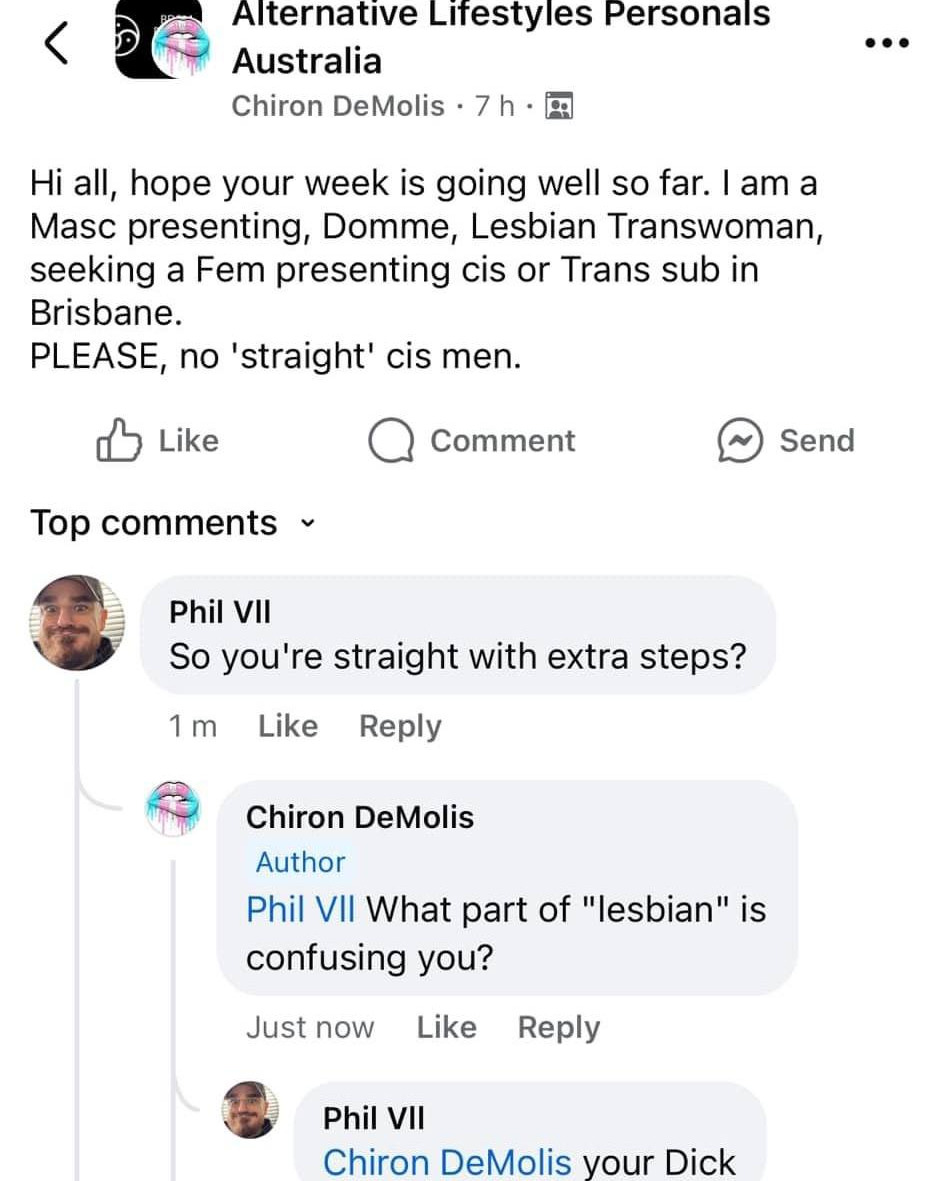 Alternative Lifestyles Personals
Australia
Chiron DeMolis · 7 h ·
Hi all, hope your week is going well so far. I am a
Masc presenting, Domme, Lesbian Transwoman,
seeking a Fem presenting cis or Trans sub in
Brisbane.
PLEASE, no 'straight' cis men.
Like Comment Send
Top comments
Phil VII
So you're straight with extra steps?
1 m Like Reply
Chiron DeMolis
Author
Phil VII What part of "lesbian" is
confusing you?
Just now Like Reply
Phil VII
Chiron DeMolis your Dick